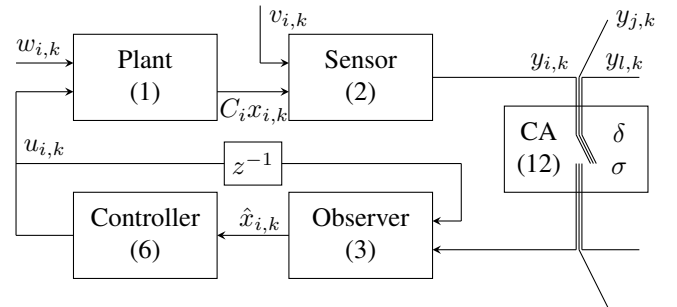 v_{i,k}
y_{j,k}
w_{i,k}
Plant
(1)
Sensor
(2)
y_{i,k}
y_{l,k}
C_i x_{i,k}
u_{i,k}
z^{-1}
CA
(12)
δ
σ
Controller
(6)
x̂_{i,k}
Observer
(3)